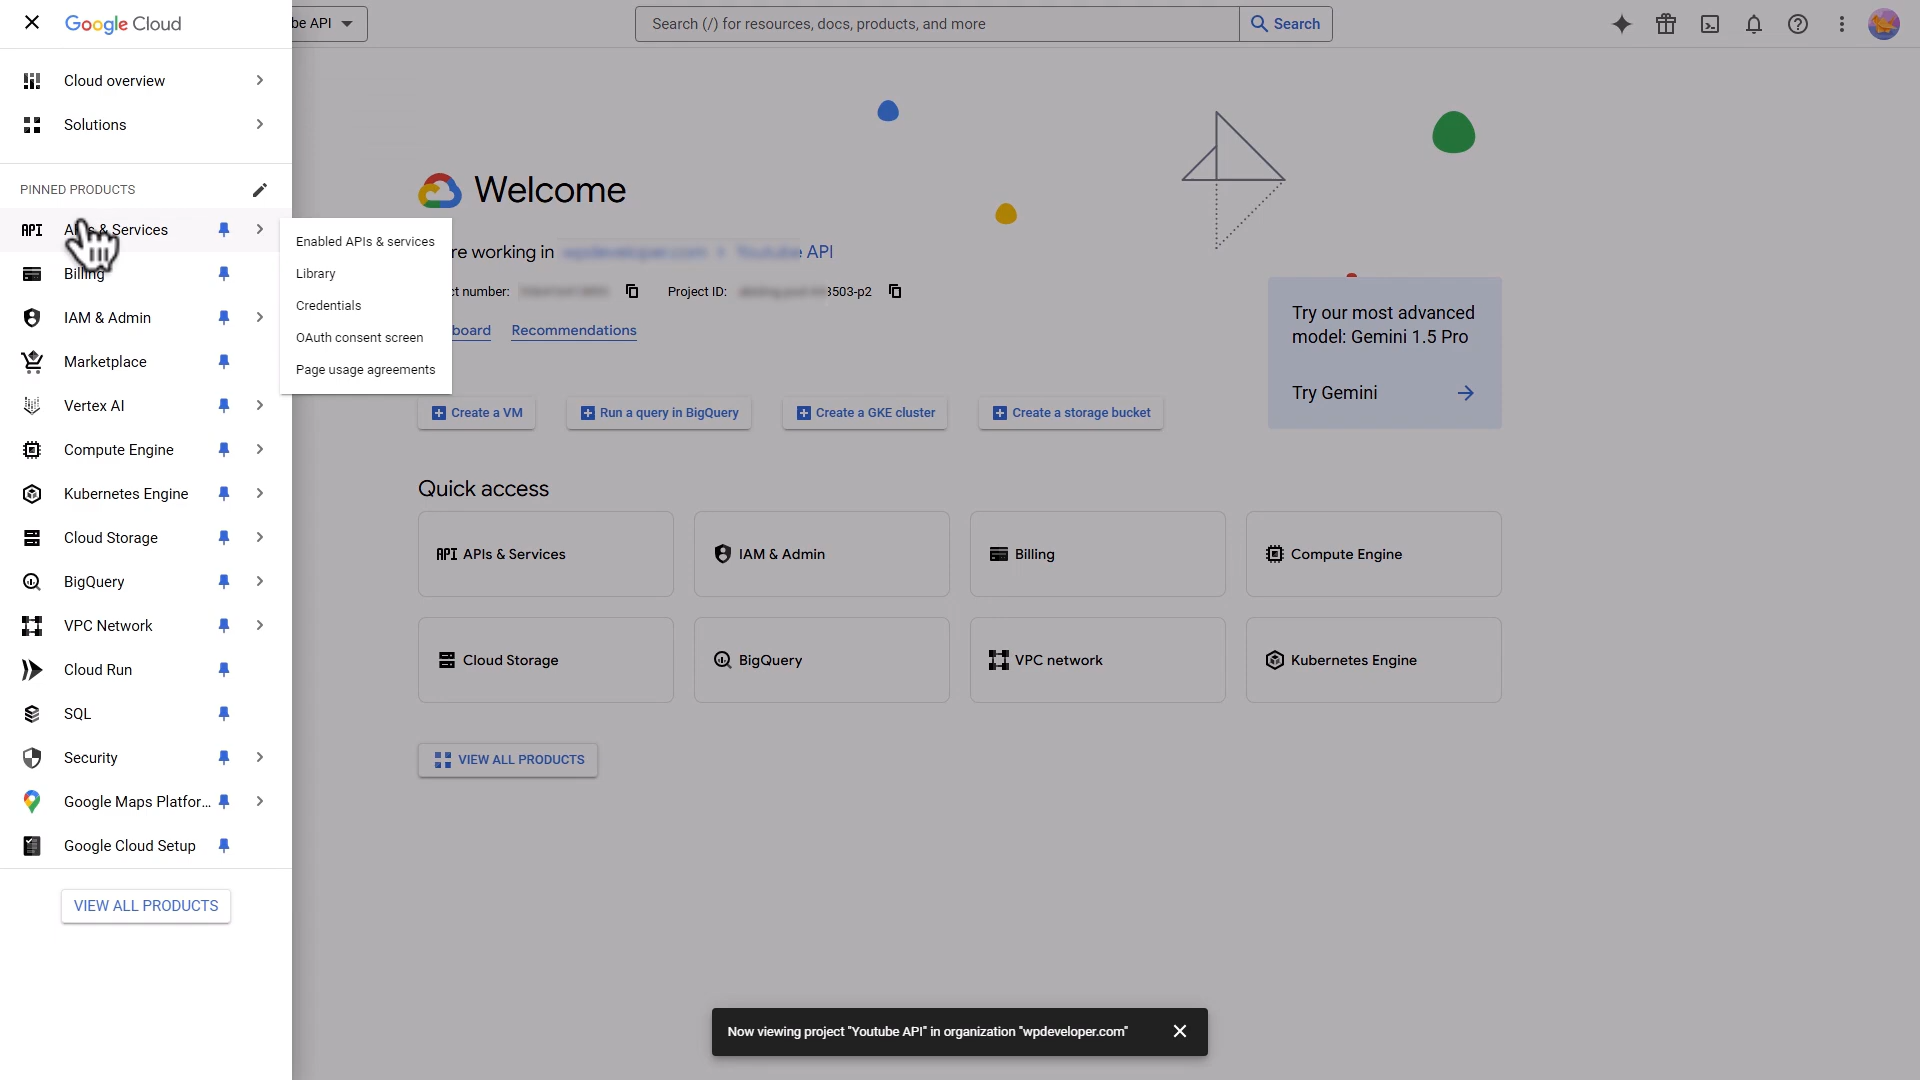 Google Cloud
be API
Search (/) for resources, docs, products, and more
Search
Cloud overview
Solutions
PINNED PRODUCTS
API APIs & Services
Billing
IAM & Admin
Marketplace
Vertex AI
Compute Engine
Kubernetes Engine
Cloud Storage
BigQuery
VPC Network
Cloud Run
SQL
Security
Google Maps Platfor...
Google Cloud Setup
VIEW ALL PRODUCTS
Enabled APIs & services
Library
Credentials
OAuth consent screen
Page usage agreements
Welcome
re working in API
ct number: Project ID: 3503-p2
board Recommendations
Create a VM Run a query in BigQuery Create a GKE cluster Create a storage bucket
Try our most advanced
model: Gemini 1.5 Pro
Try Gemini
Quick access
API APIs & Services IAM & Admin Billing Compute Engine
Cloud Storage BigQuery VPC network Kubernetes Engine
VIEW ALL PRODUCTS
Now viewing project "Youtube API" in organization "wpdeveloper.com"